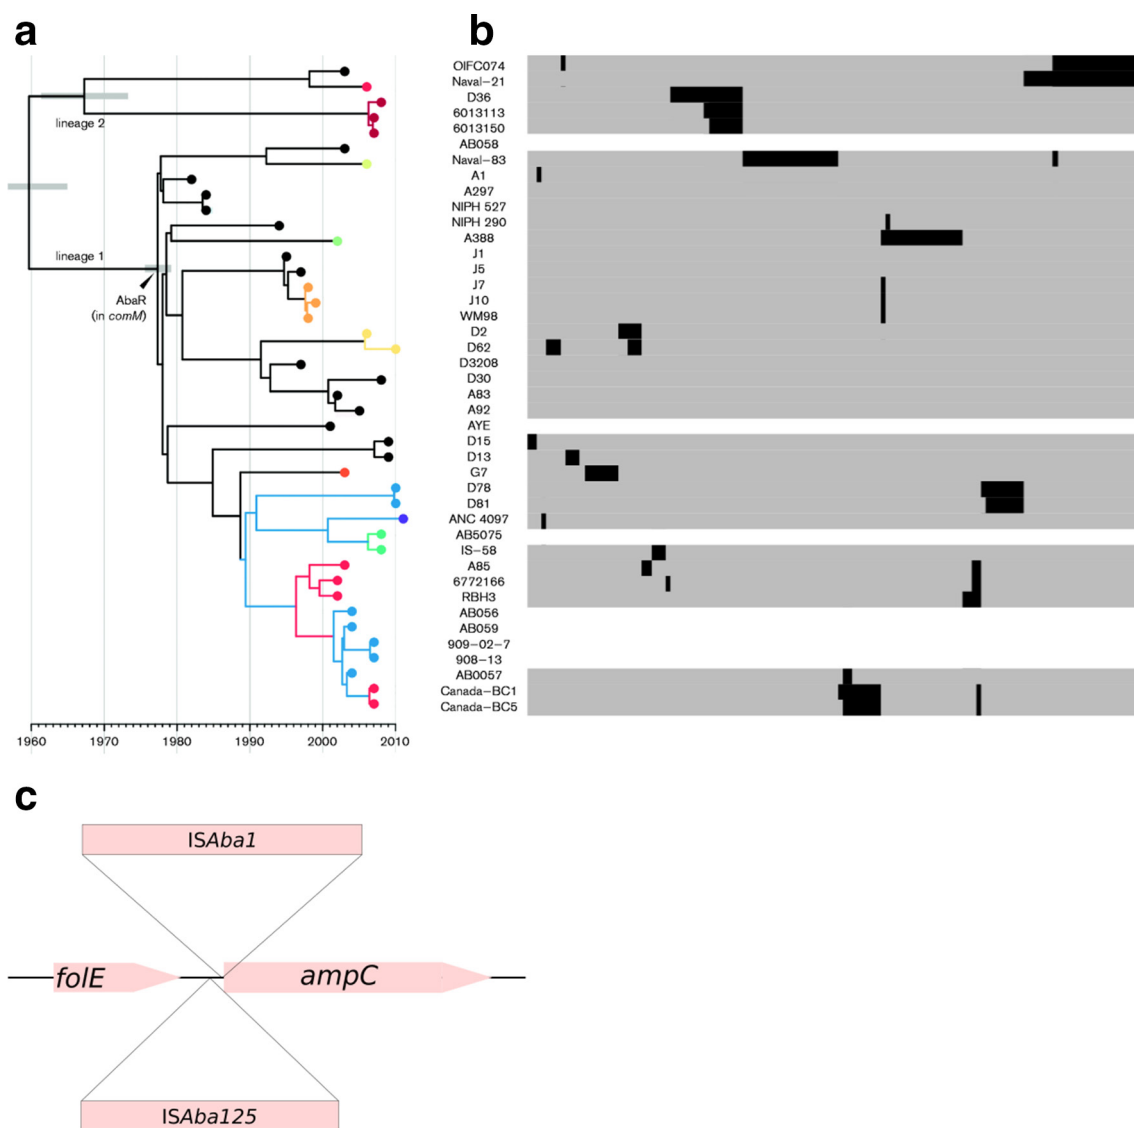 a
b
lineage 2
lineage 1
AbaR
(in comM)
1960 1970 1980 1990 2000 2010
OIFC074
Naval-21
D36
6013113
6013150
AB058
Naval-83
A1
A297
NIPH 527
NIPH 290
A388
J1
J5
J7
J10
WM98
D2
D62
D3208
D30
A83
A92
AYE
D15
D13
G7
D78
D81
ANC 4097
AB5075
IS-58
A85
6772166
RBH3
AB056
AB059
909-02-7
908-13
AB0057
Canada-BC1
Canada-BC5
c
ISAba1
folE
ampC
ISAba125